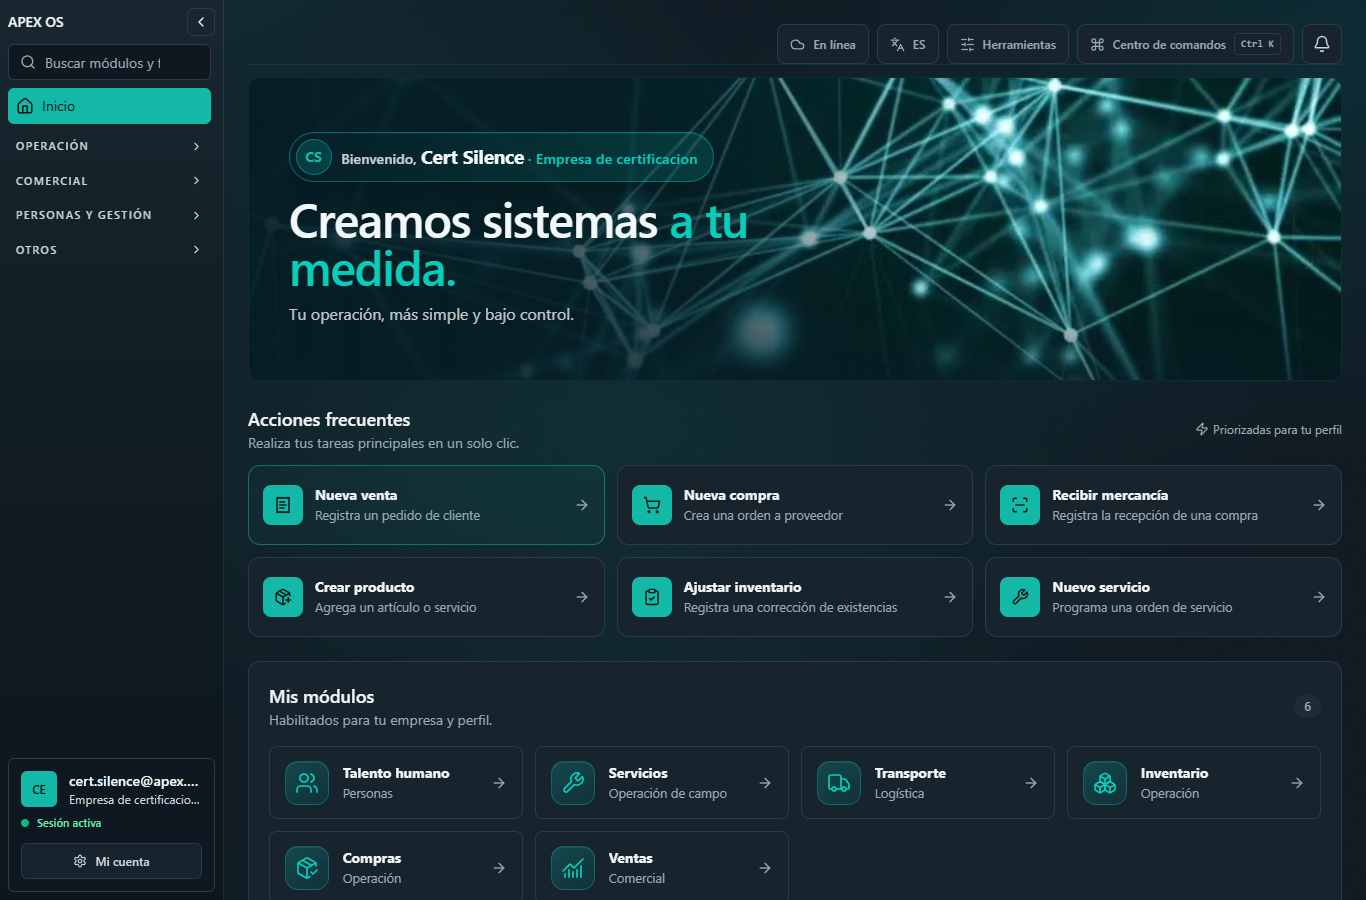 APEX OS
Buscar módulos y f
Inicio
OPERACIÓN
COMERCIAL
PERSONAS Y GESTIÓN
OTROS
CE
cert.silence@apex....
Empresa de certificacio...
Sesión activa
Mi cuenta
En línea
ES
Herramientas
Centro de comandos Ctrl K
CS
Bienvenido, Cert Silence · Empresa de certificacion
Creamos sistemas a tu
medida.
Tu operación, más simple y bajo control.
Acciones frecuentes
Realiza tus tareas principales en un solo clic.
Priorizadas para tu perfil
Nueva venta
Registra un pedido de cliente
Nueva compra
Crea una orden a proveedor
Recibir mercancía
Registra la recepción de una compra
Crear producto
Agrega un artículo o servicio
Ajustar inventario
Registra una corrección de existencias
Nuevo servicio
Programa una orden de servicio
Mis módulos
Habilitados para tu empresa y perfil.
6
Talento humano
Personas
Servicios
Operación de campo
Transporte
Logística
Inventario
Operación
Compras
Operación
Ventas
Comercial